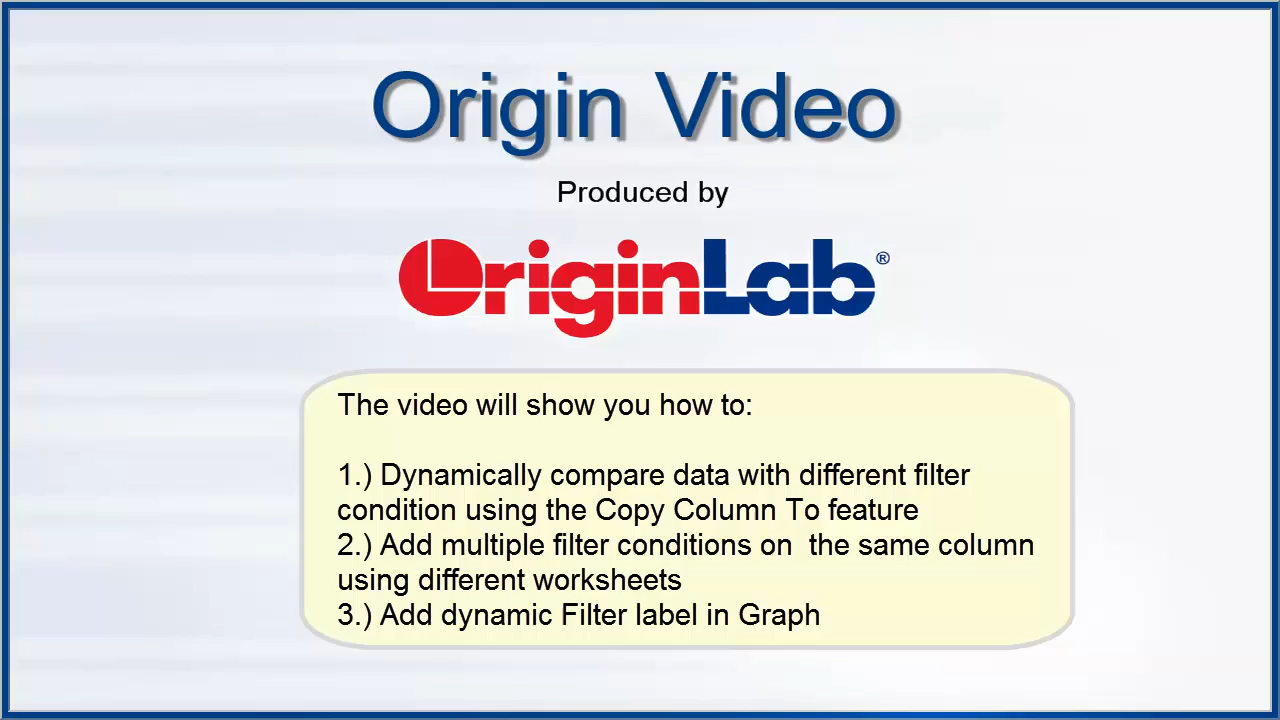 Origin Video
Produced by
OriginLab®
The video will show you how to:
1.) Dynamically compare data with different filter
condition using the Copy Column To feature
2.) Add multiple filter conditions on  the same column
using different worksheets
3.) Add dynamic Filter label in Graph